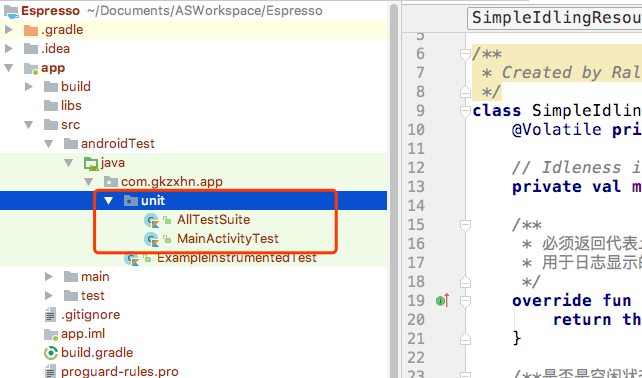 Espresso ~/Documents/ASWorkspace/Espresso
.gradle
.idea
app
build
libs
src
androidTest
java
com.gkzxhn.app
unit
AllTestSuite
MainActivityTest
ExampleInstrumentedTest
main
test
.gitignore
app.iml
build.gradle
proguard-rules.pro
SimpleIdlingResou
5
6 /**
7 * Created by Ral
8 */
9 class SimpleIdlin
10 @Volatile pri
11
12 // Idleness i
13 private val m
14
15 /**
16 * 必须返回代表
17 * 用于日志显示的
18 */
19 override fun
20 return th
21 }
22
23 /**是否是空闲状